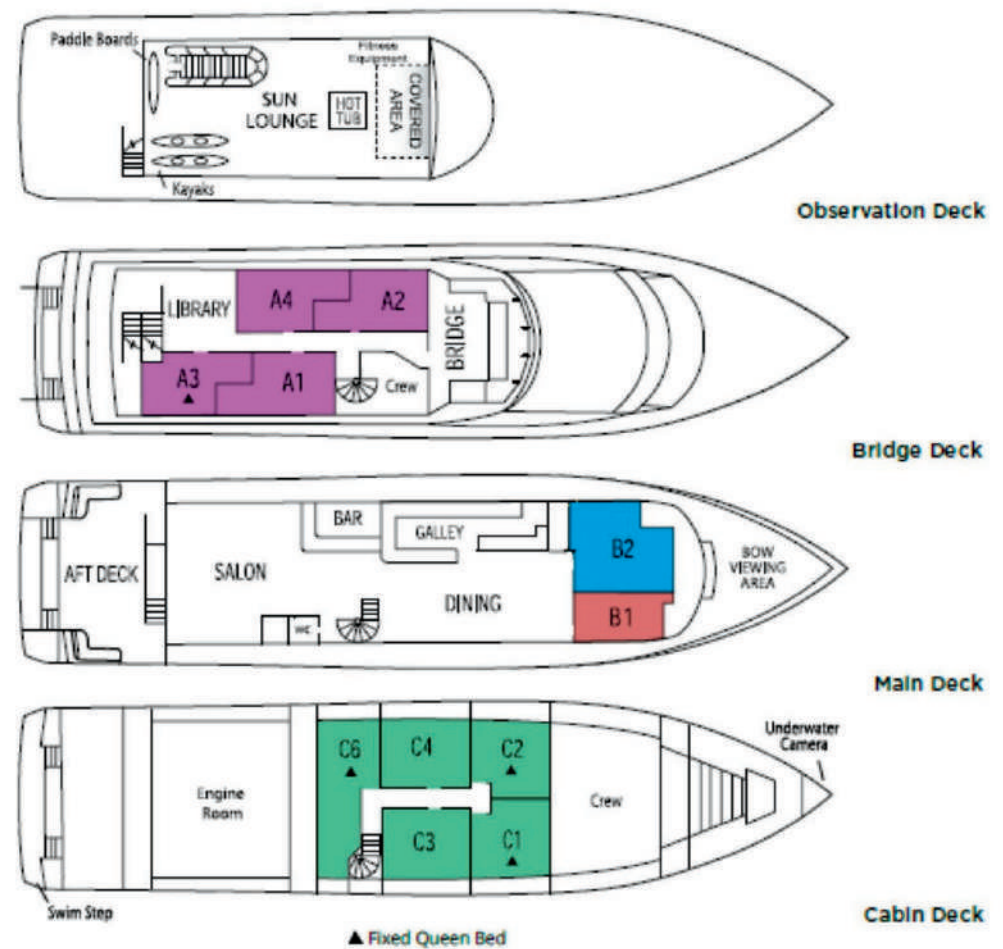 Paddle Boards
Fitness
Equipment
SUN
LOUNGE
HOT
TUB
COVERED
AREA
Kayaks
Observation Deck
LIBRARY
A4
A2
BRIDGE
A3
▲
A1
Crew
Bridge Deck
BAR
GALLEY
B2
AFT DECK
SALON
DINING
BOW
VIEWING
AREA
WC
B1
Main Deck
Underwater
Camera
C6
▲
C4
C2
▲
Engine
Room
Crew
C3
C1
▲
Swim Step
Cabin Deck
▲ Fixed Queen Bed